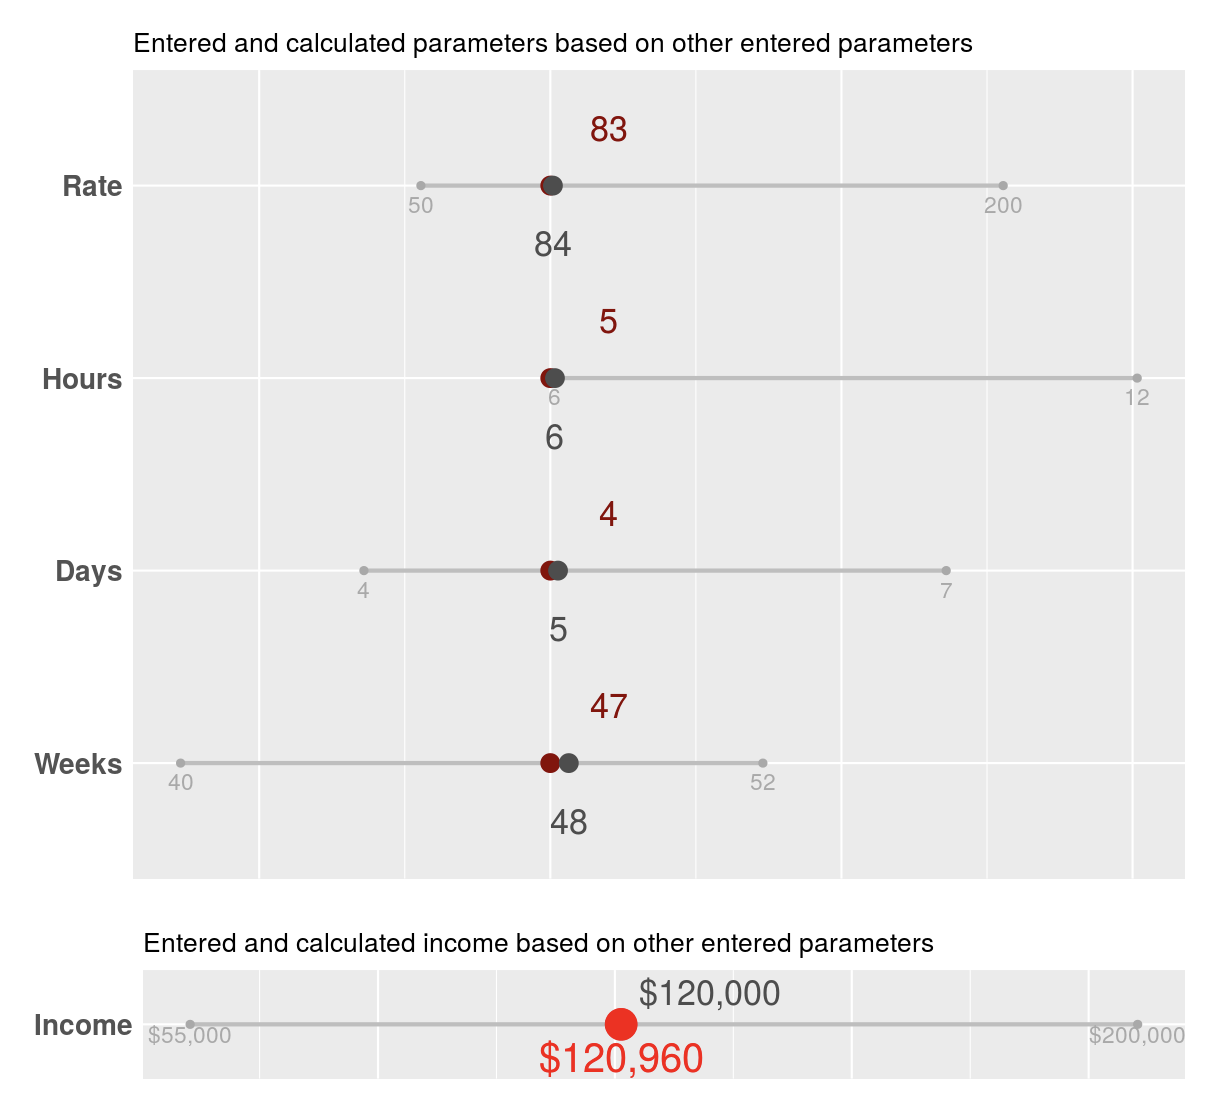 Entered and calculated parameters based on other entered parameters
83
Rate
50
200
84
5
Hours
6
12
6
4
Days
4
7
5
47
Weeks
40
52
48
Entered and calculated income based on other entered parameters
$120,000
Income
$55,000
$200,000
$120,960